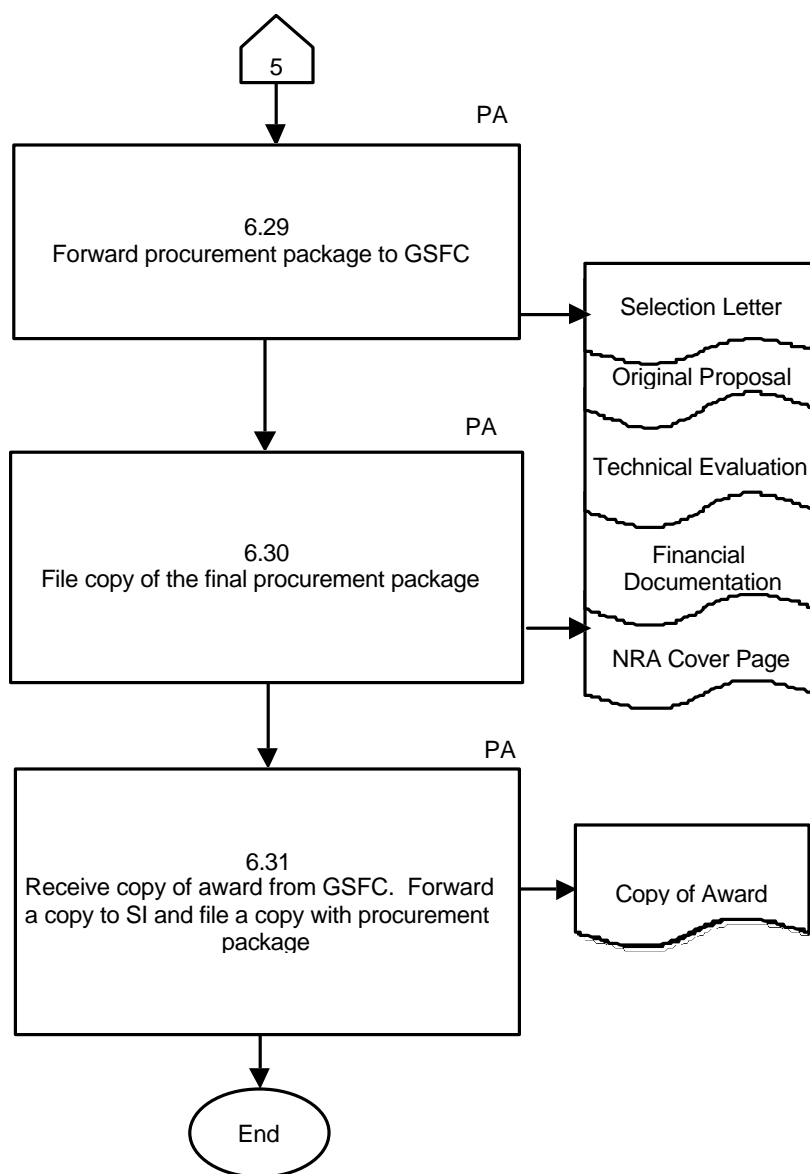 5
PA
6.29
Forward procurement package to GSFC
Selection Letter
Original Proposal
PA
Technical Evaluation
6.30
File copy of the final procurement package
Financial
Documentation
NRA Cover Page
PA
6.31
Receive copy of award from GSFC.  Forward
a copy to SI and file a copy with procurement
package
Copy of Award
End